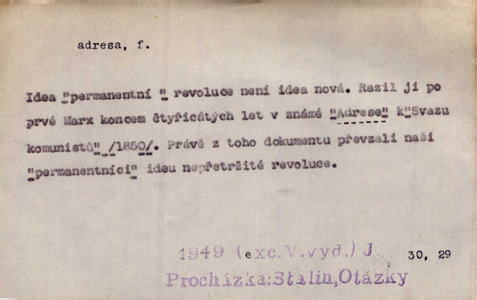 adresa, f.
Idea "permanentní " revoluce není idea nová. Razil ji po
prvé Marx koncem čtyřicátých let v známé "Adrese" k"Svazu
komunistů" /1850/. Právě z toho dokumentu převzali naši
"permanentníci" ideu nepřetržité revoluce.
1949 (exc.V.vyd.) J. 30, 29
Procházka:Stalin,Otázky